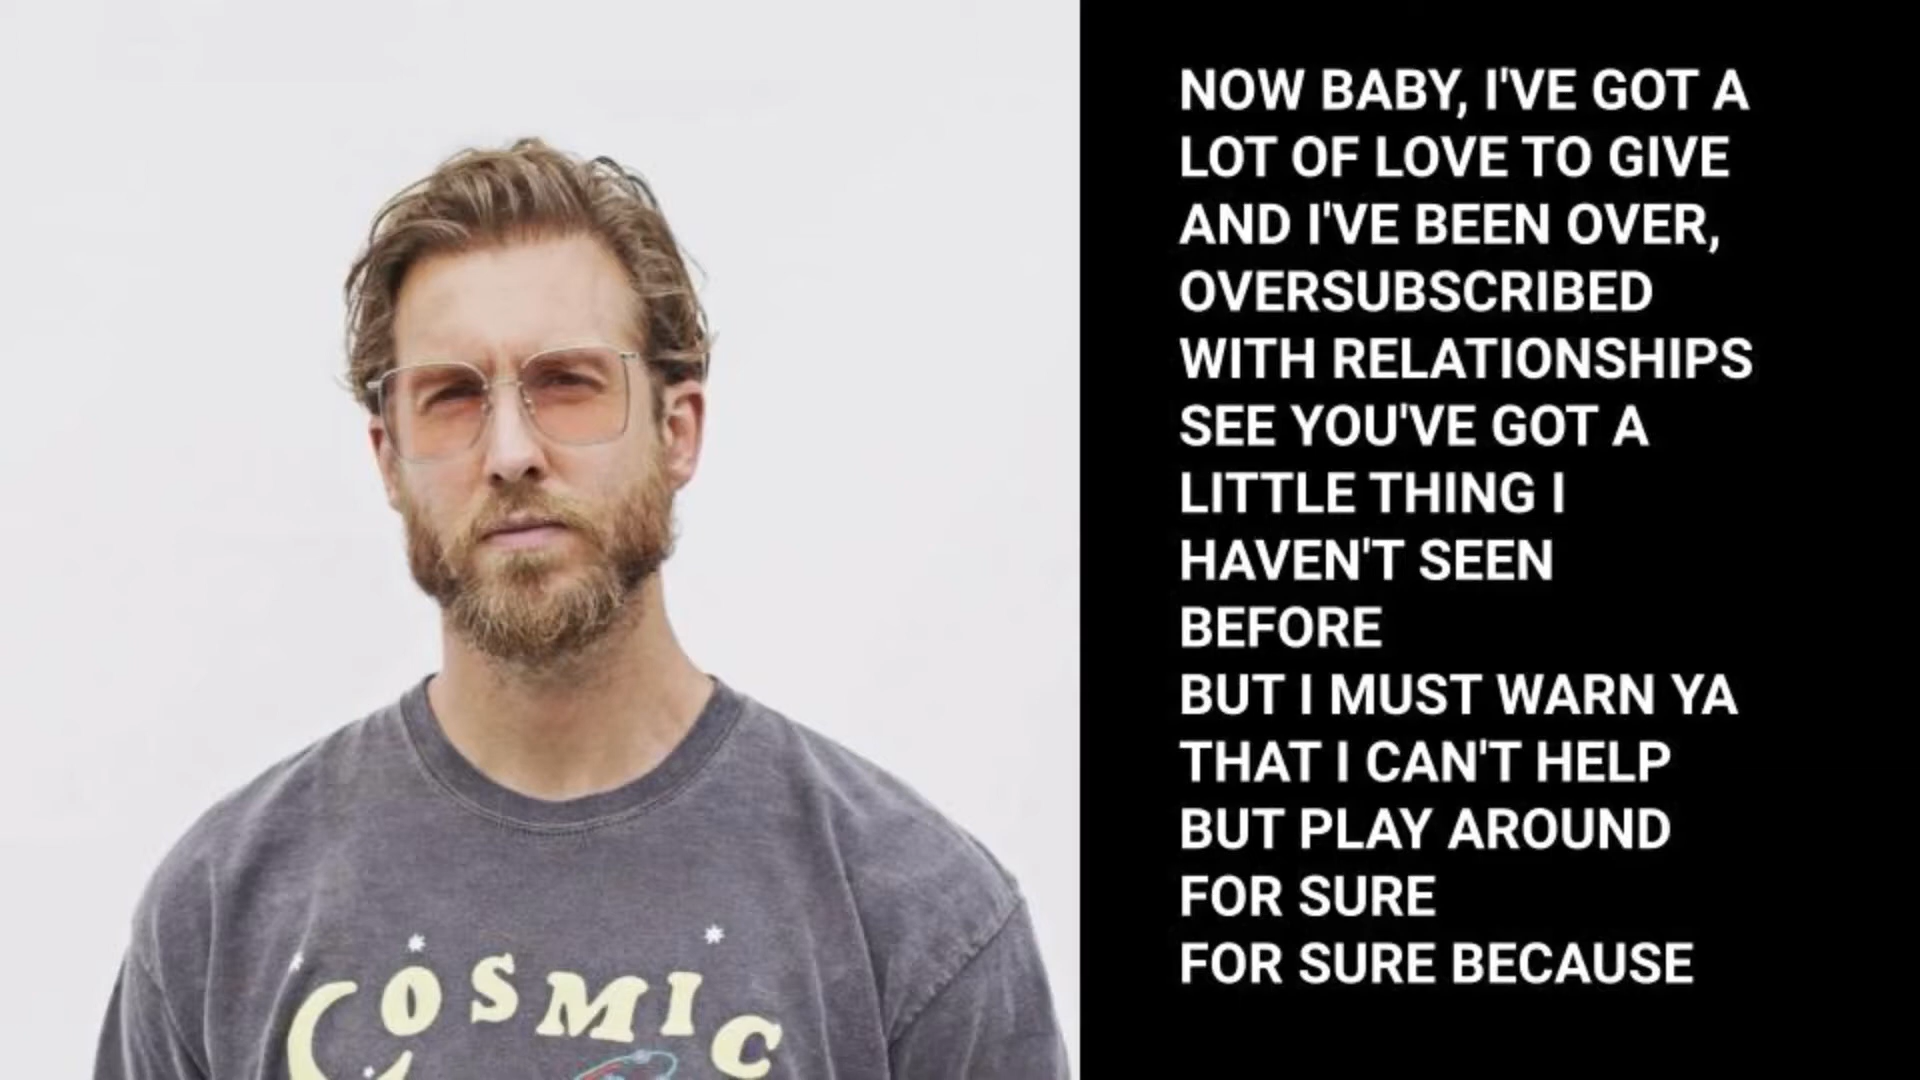 NOW BABY, I'VE GOT A
LOT OF LOVE TO GIVE
AND I'VE BEEN OVER,
OVERSUBSCRIBED
WITH RELATIONSHIPS
SEE YOU'VE GOT A
LITTLE THING I
HAVEN'T SEEN
BEFORE
BUT I MUST WARN YA
THAT I CAN'T HELP
BUT PLAY AROUND
FOR SURE
FOR SURE BECAUSE
COSMIC